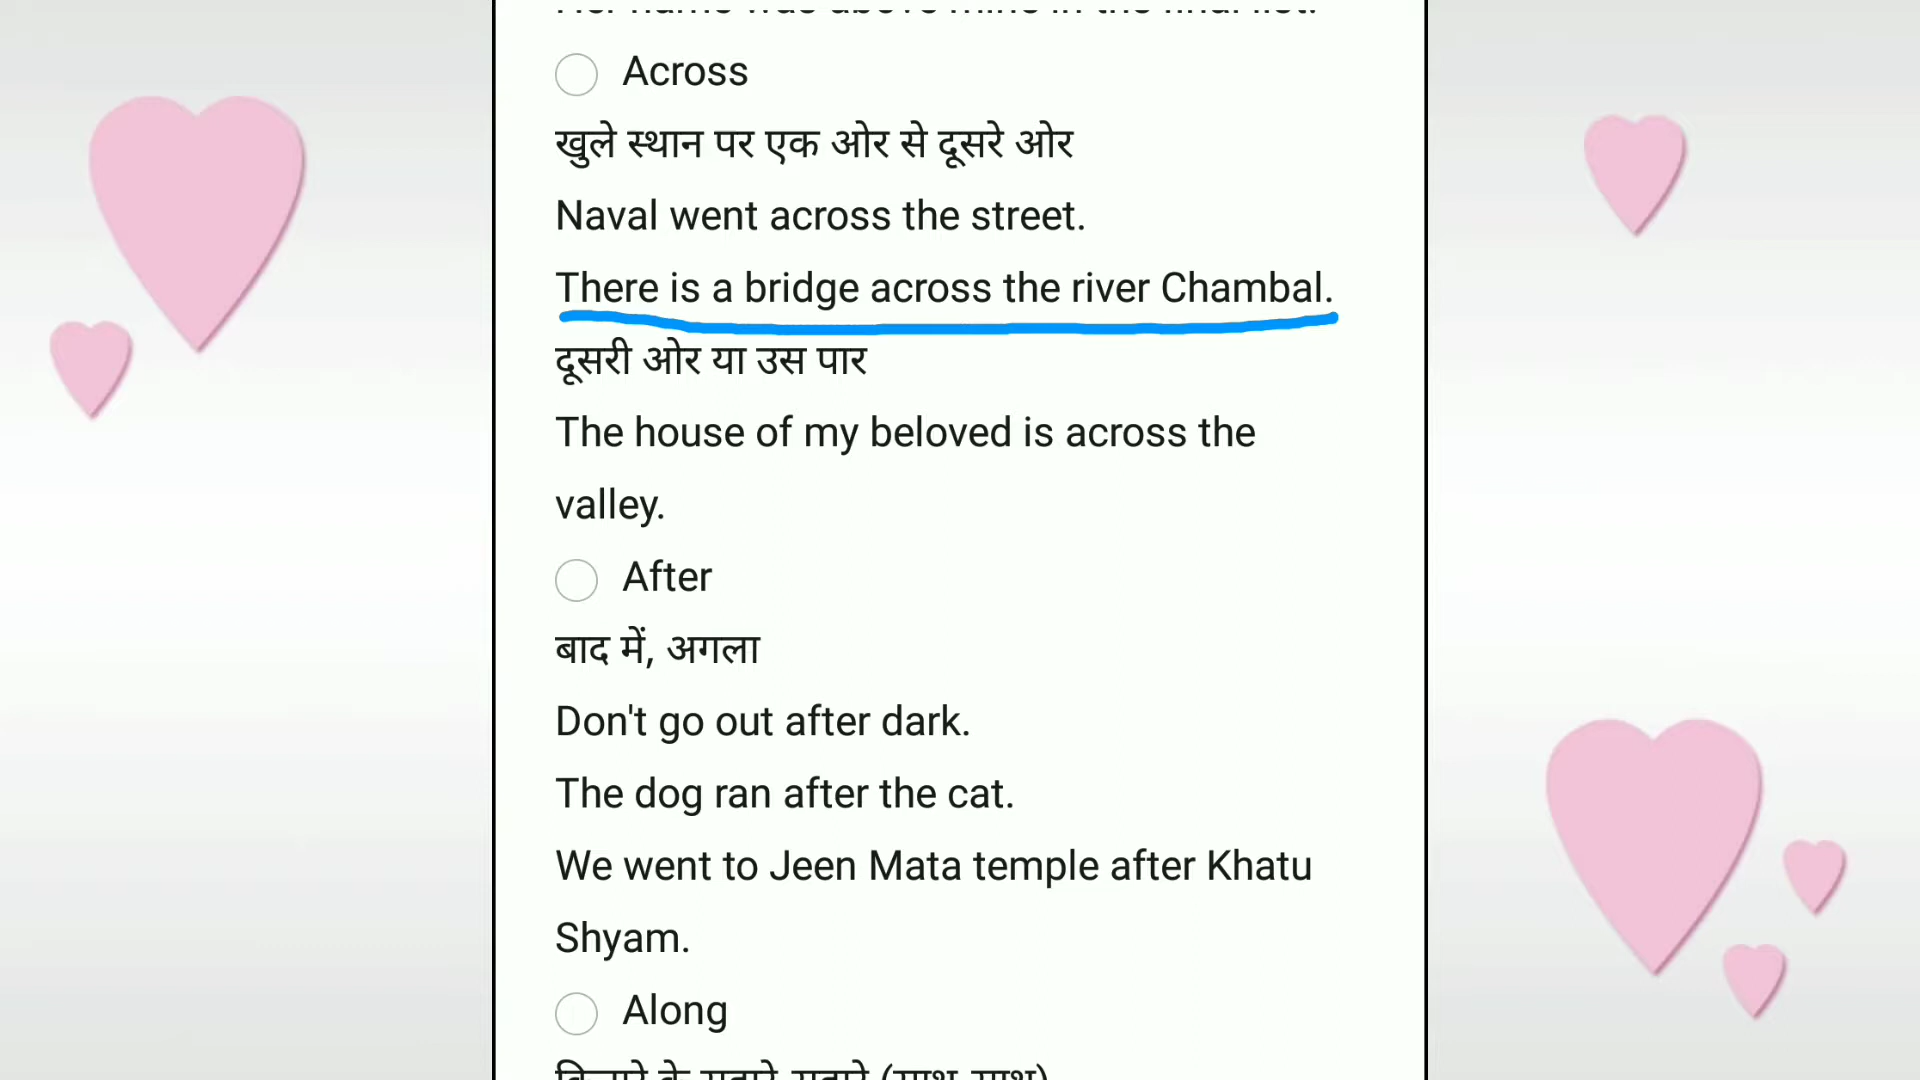 Across
खुले स्थान पर एक ओर से दूसरे ओर
Naval went across the street.
There is a bridge across the river Chambal.
दूसरी ओर या उस पार
The house of my beloved is across the
valley.
After
बाद में, अगला
Don't go out after dark.
The dog ran after the cat.
We went to Jeen Mata temple after Khatu
Shyam.
Along